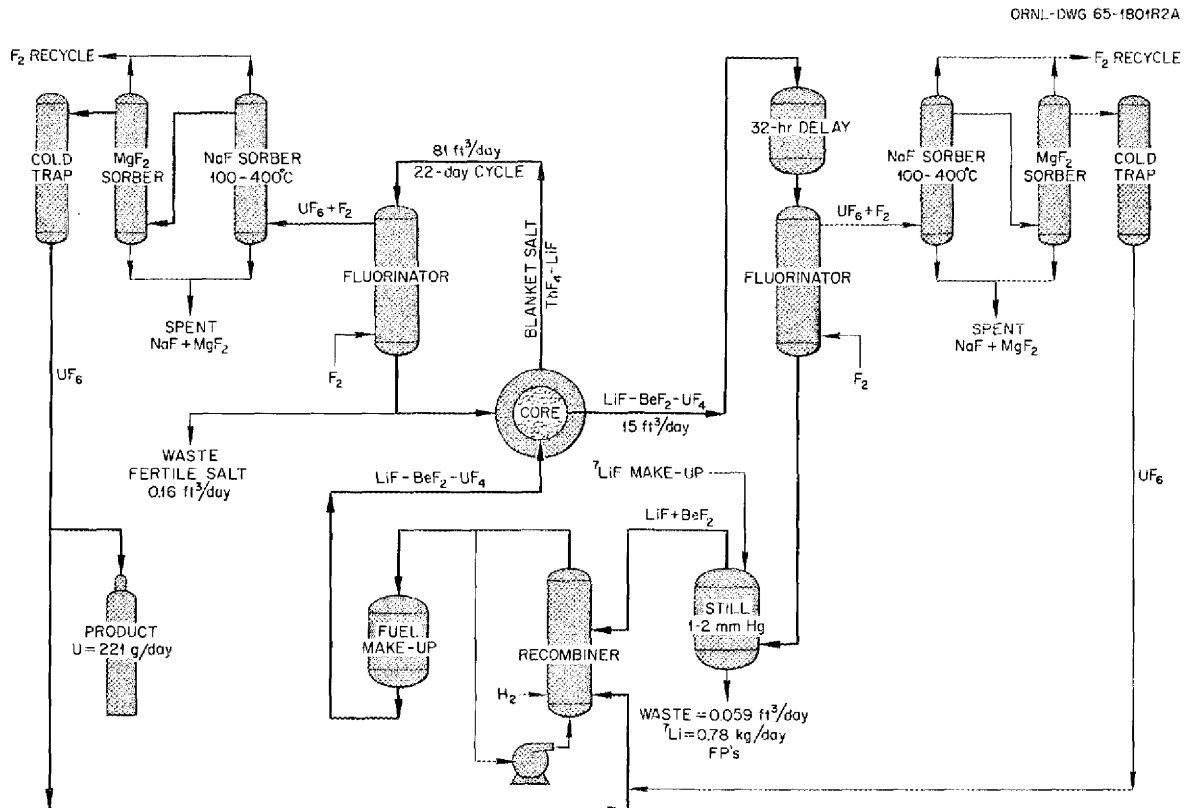 ORNL-DWG 65-1801R2A
F₂ RECYCLE
COLD
TRAP
MgF₂
SORBER
NaF SORBER
100-400°C
UF₆+F₂
81 ft³/day
22-day CYCLE
FLUORINATOR
F₂
SPENT
NaF+MgF₂
UF₆
BLANKET SALT
ThF₄-LiF
CORE
LiF-BeF₂-UF₄
15 ft³/day
32-hr DELAY
FLUORINATOR
UF₆+F₂
F₂
NaF SORBER
100-400°C
MgF₂
SORBER
COLD
TRAP
F₂ RECYCLE
SPENT
NaF+MgF₂
UF₆
WASTE
FERTILE SALT
0.16 ft³/day
LiF-BeF₂-UF₄
⁷LiF MAKE-UP
LiF+BeF₂
PRODUCT
U=221 g/day
FUEL
MAKE-UP
RECOMBINER
H₂
STILL
1-2 mm Hg
WASTE=0.059 ft³/day
⁷Li=0.78 kg/day
FP's